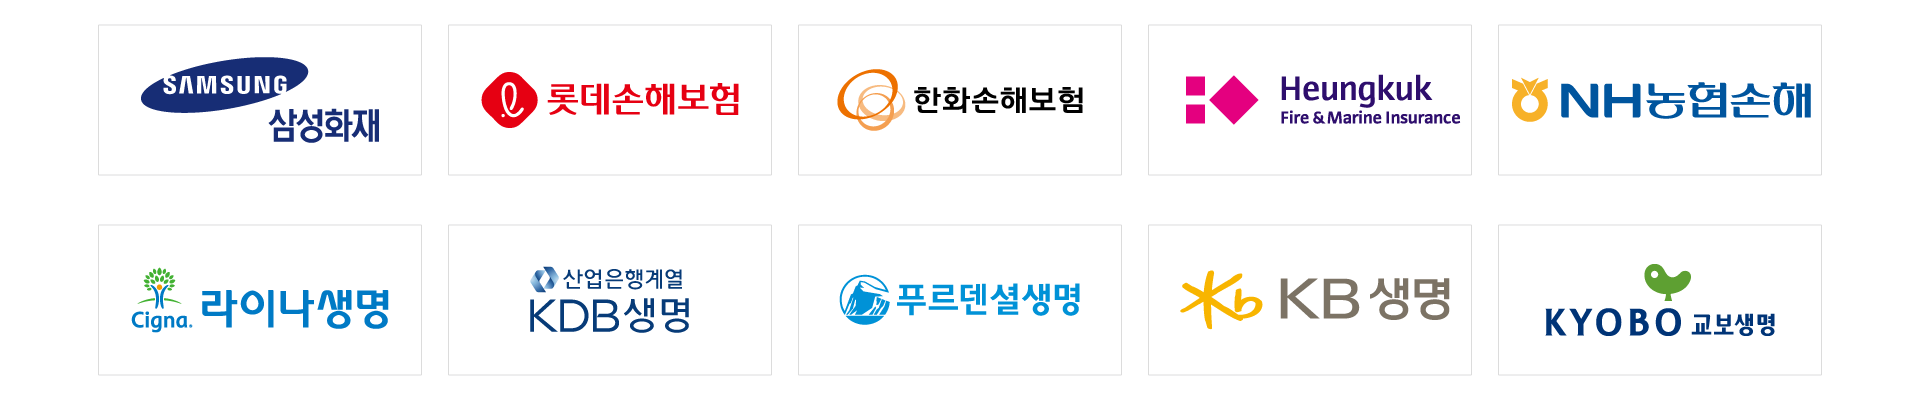 SAMSUNG
삼성화재
롯데손해보험
한화손해보험
Heungkuk
Fire & Marine Insurance
NH농협손해
Cigna.
라이나생명
산업은행계열
KDB생명
푸르덴셜생명
KB 생명
KYOBO 교보생명